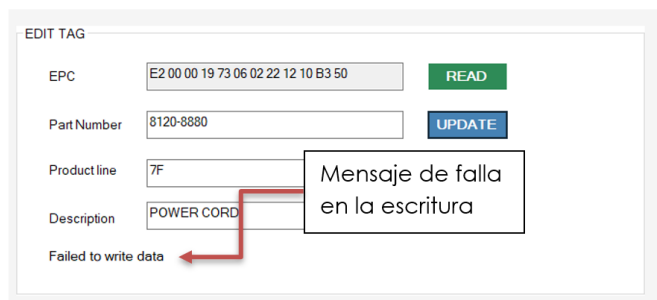 EDIT TAG
EPC E2 00 00 19 73 06 02 22 12 10 B3 50 READ
Part Number 8120-8880 UPDATE
Product line 7F
Mensaje de falla
en la escritura
Description POWER CORD
Failed to write data